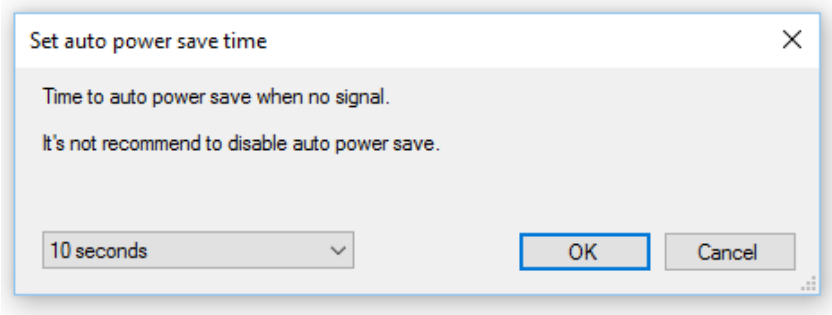 Set auto power save time
Time to auto power save when no signal.
It's not recommend to disable auto power save.
10 seconds
OK
Cancel